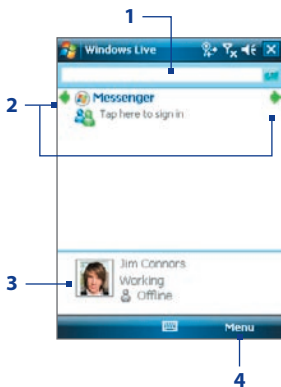 1
Windows Live
2
Messenger
Tap here to sign in
3
Jim Connors
Working
Offline
Menu
4